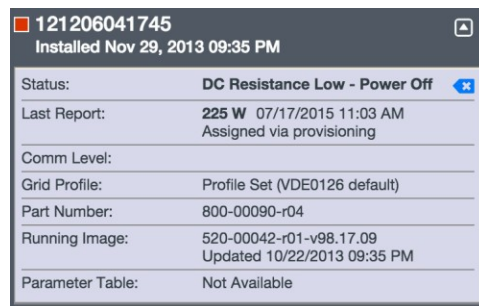 121206041745
Installed Nov 29, 2013 09:35 PM
Status: DC Resistance Low - Power Off
Last Report: 225 W 07/17/2015 11:03 AM
Assigned via provisioning
Comm Level:
Grid Profile: Profile Set (VDE0126 default)
Part Number: 800-00090-r04
Running Image: 520-00042-r01-v98.17.09
Updated 10/22/2013 09:35 PM
Parameter Table: Not Available